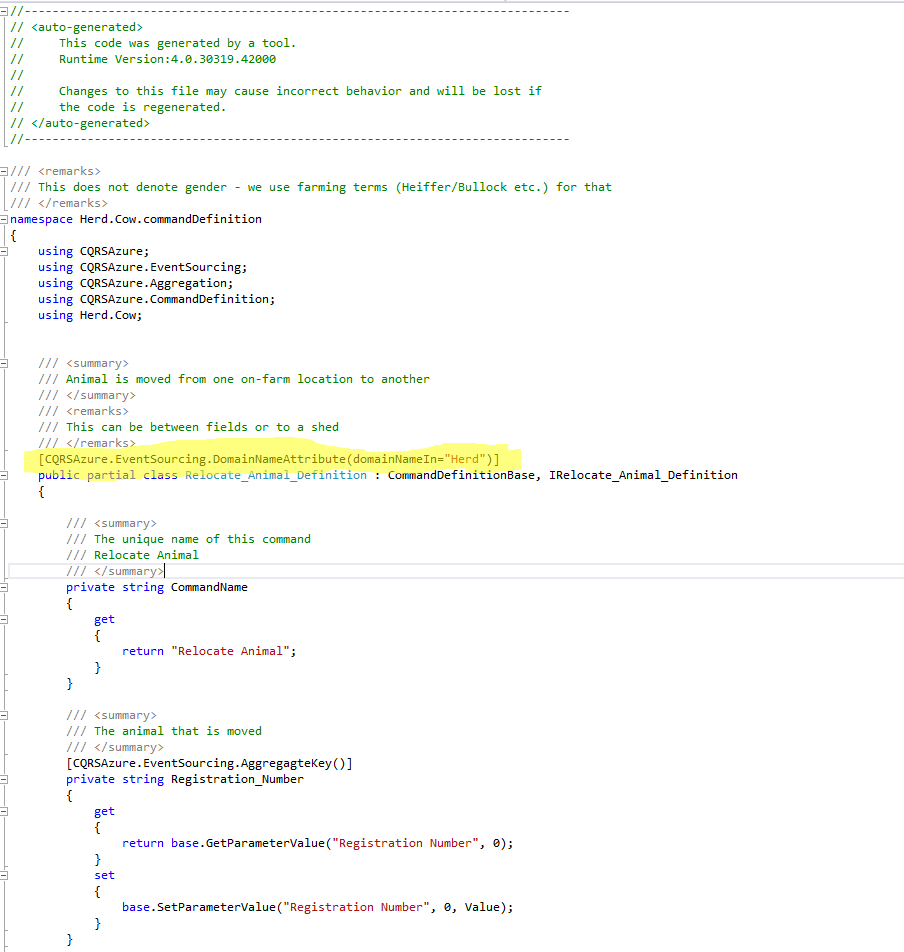 //------------------------------------------------------------------------------
// <auto-generated>
//     This code was generated by a tool.
//     Runtime Version:4.0.30319.42000
//
//     Changes to this file may cause incorrect behavior and will be lost if
//     the code is regenerated.
// </auto-generated>
//------------------------------------------------------------------------------
/// <remarks>
/// This does not denote gender - we use farming terms (Heiffer/Bullock etc.) for that
/// </remarks>
namespace Herd.Cow.commandDefinition
{
    using CQRSAzure;
    using CQRSAzure.EventSourcing;
    using CQRSAzure.Aggregation;
    using CQRSAzure.CommandDefinition;
    using Herd.Cow;
    /// <summary>
    /// Animal is moved from one on-farm location to another
    /// </summary>
    /// <remarks>
    /// This can be between fields or to a shed
    /// </remarks>
    [CQRSAzure.EventSourcing.DomainNameAttribute(domainNameIn="Herd")]
    public partial class Relocate_Animal_Definition : CommandDefinitionBase, IRelocate_Animal_Definition
    {
        /// <summary>
        /// The unique name of this command
        /// Relocate Animal
        /// </summary>
        private string CommandName
        {
            get
            {
                return "Relocate Animal";
            }
        }
        /// <summary>
        /// The animal that is moved
        /// </summary>
        [CQRSAzure.EventSourcing.AggregagteKey()]
        private string Registration_Number
        {
            get
            {
                return base.GetParameterValue("Registration Number", 0);
            }
            set
            {
                base.SetParameterValue("Registration Number", 0, Value);
            }
        }